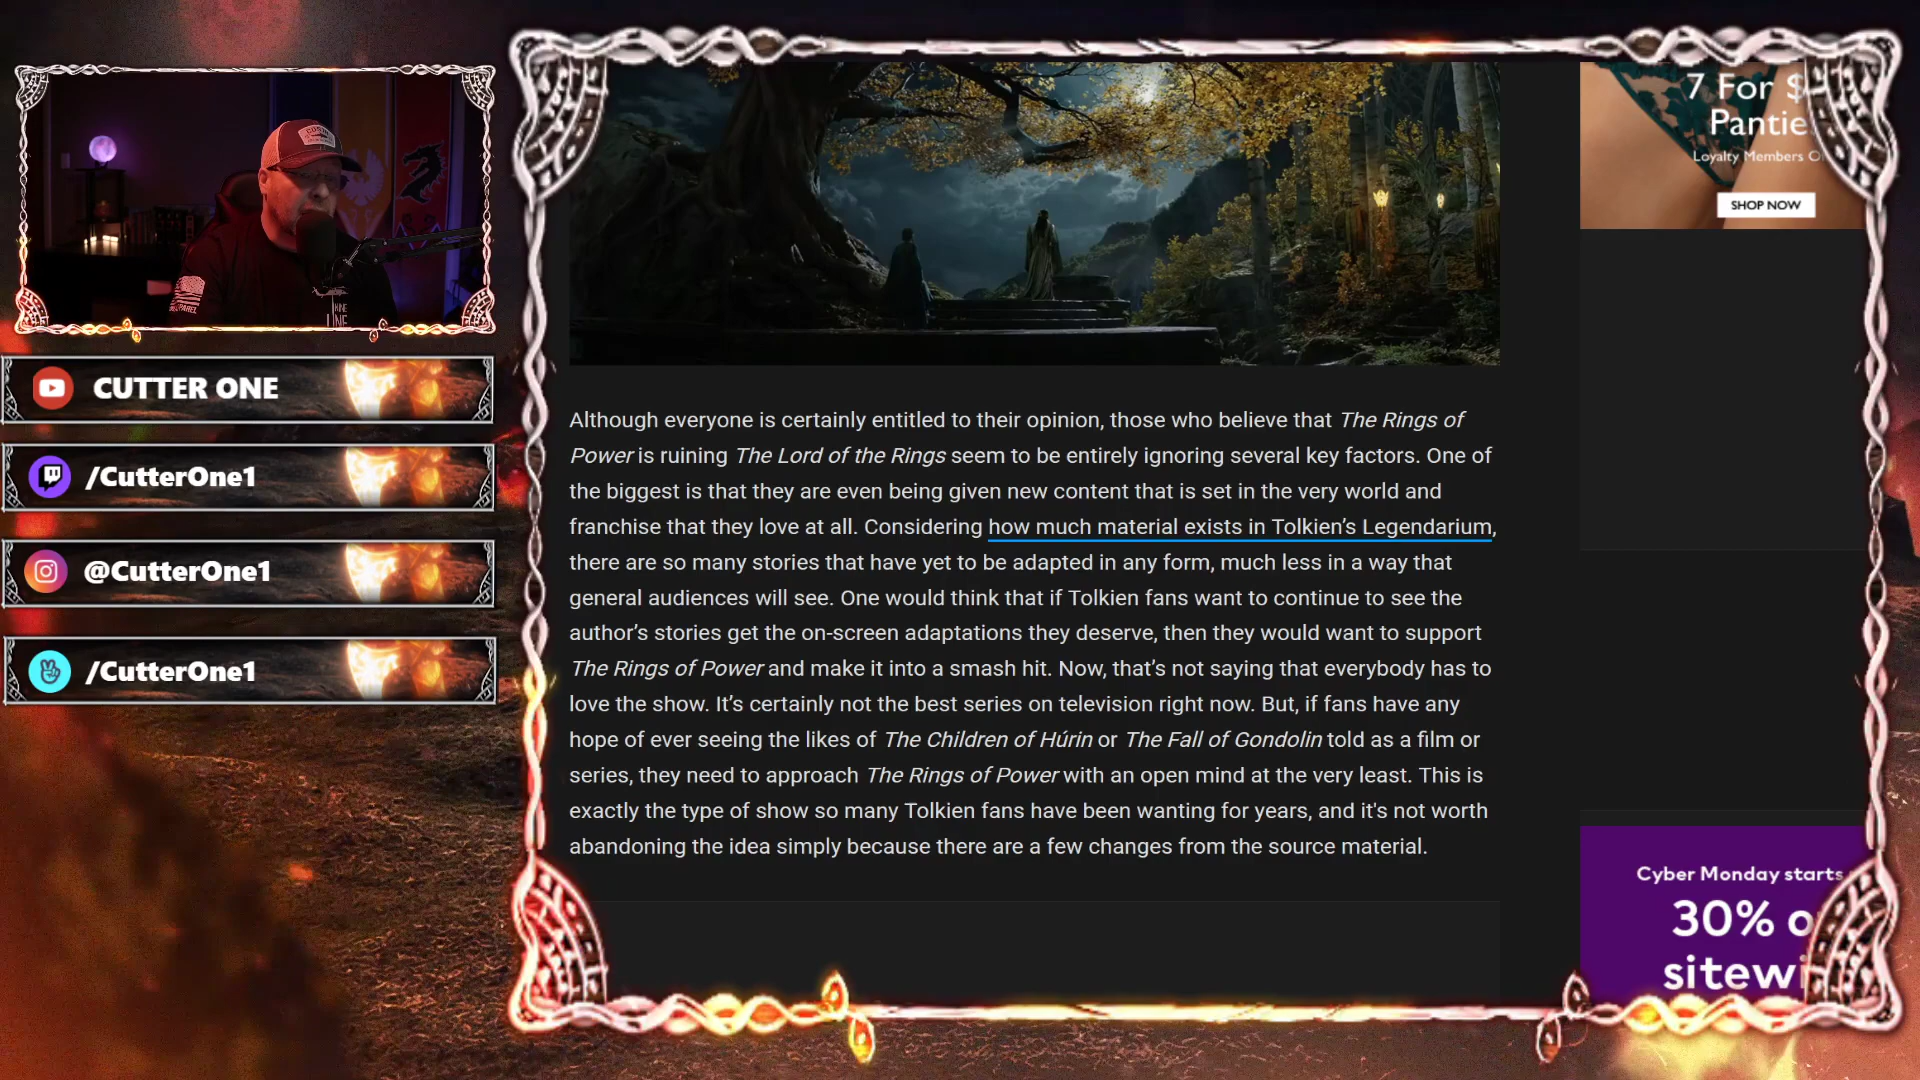 CUTTER ONE
/CutterOne1
@CutterOne1
/CutterOne1
Although everyone is certainly entitled to their opinion, those who believe that The Rings of
Power is ruining The Lord of the Rings seem to be entirely ignoring several key factors. One of
the biggest is that they are even being given new content that is set in the very world and
franchise that they love at all. Considering how much material exists in Tolkien’s Legendarium,
there are so many stories that have yet to be adapted in any form, much less in a way that
general audiences will see. One would think that if Tolkien fans want to continue to see the
author’s stories get the on-screen adaptations they deserve, then they would want to support
The Rings of Power and make it into a smash hit. Now, that’s not saying that everybody has to
love the show. It’s certainly not the best series on television right now. But, if fans have any
hope of ever seeing the likes of The Children of Húrin or The Fall of Gondolin told as a film or
series, they need to approach The Rings of Power with an open mind at the very least. This is
exactly the type of show so many Tolkien fans have been wanting for years, and it's not worth
abandoning the idea simply because there are a few changes from the source material.
7 For $
Loyalty Members
SHOP NOW
Cyber Monday starts
30%